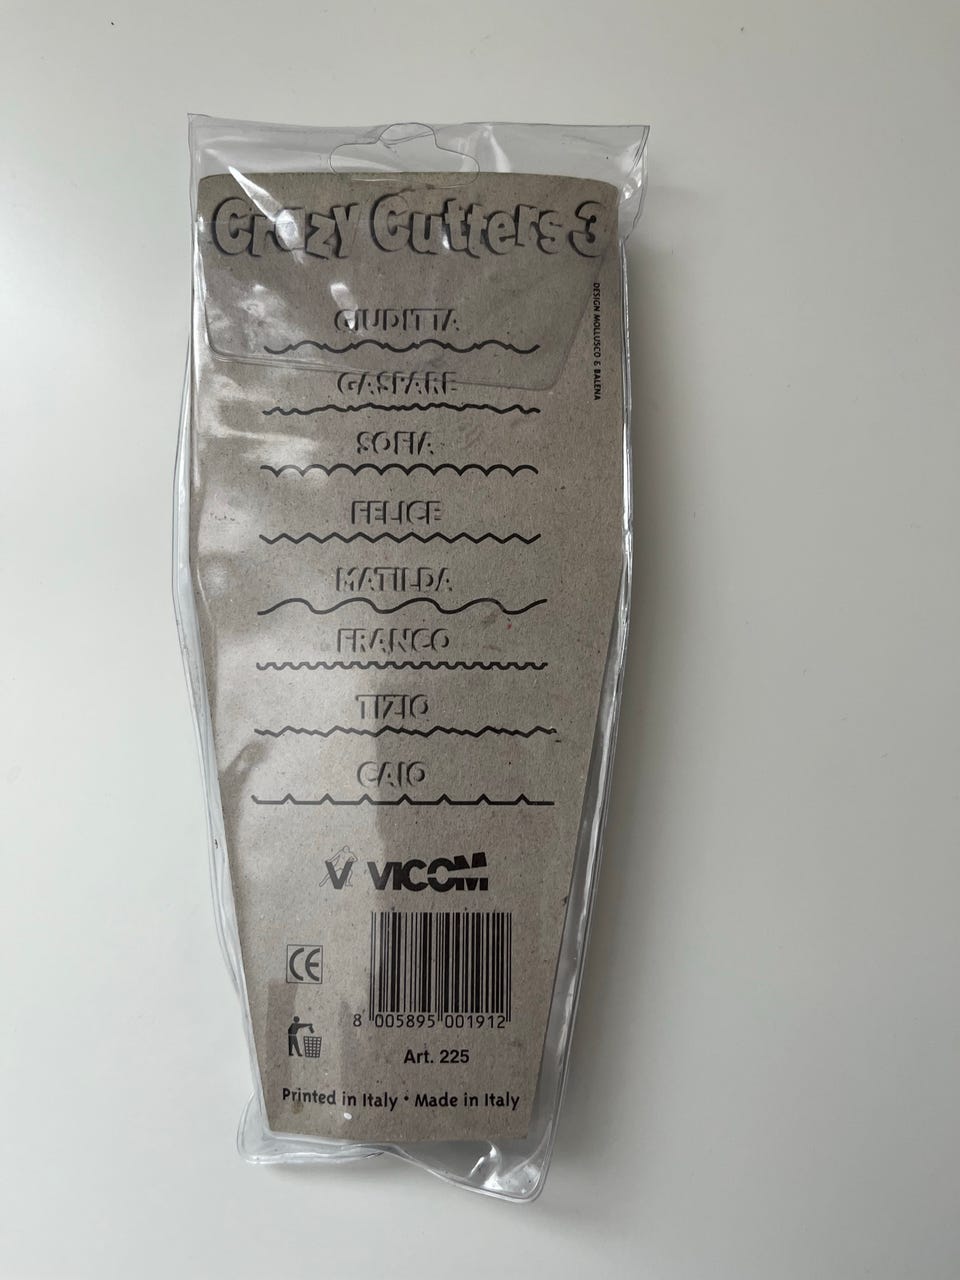 Crazy Cutters 3
DESIGN MOLLUSCO & BALENA
GIUDITTA
GASPARE
SOFIA
FELICE
MATILDA
FRANCO
TIZIO
CAIO
V VICOM
CE
8 005895 001912
Art. 225
Printed in Italy • Made in Italy